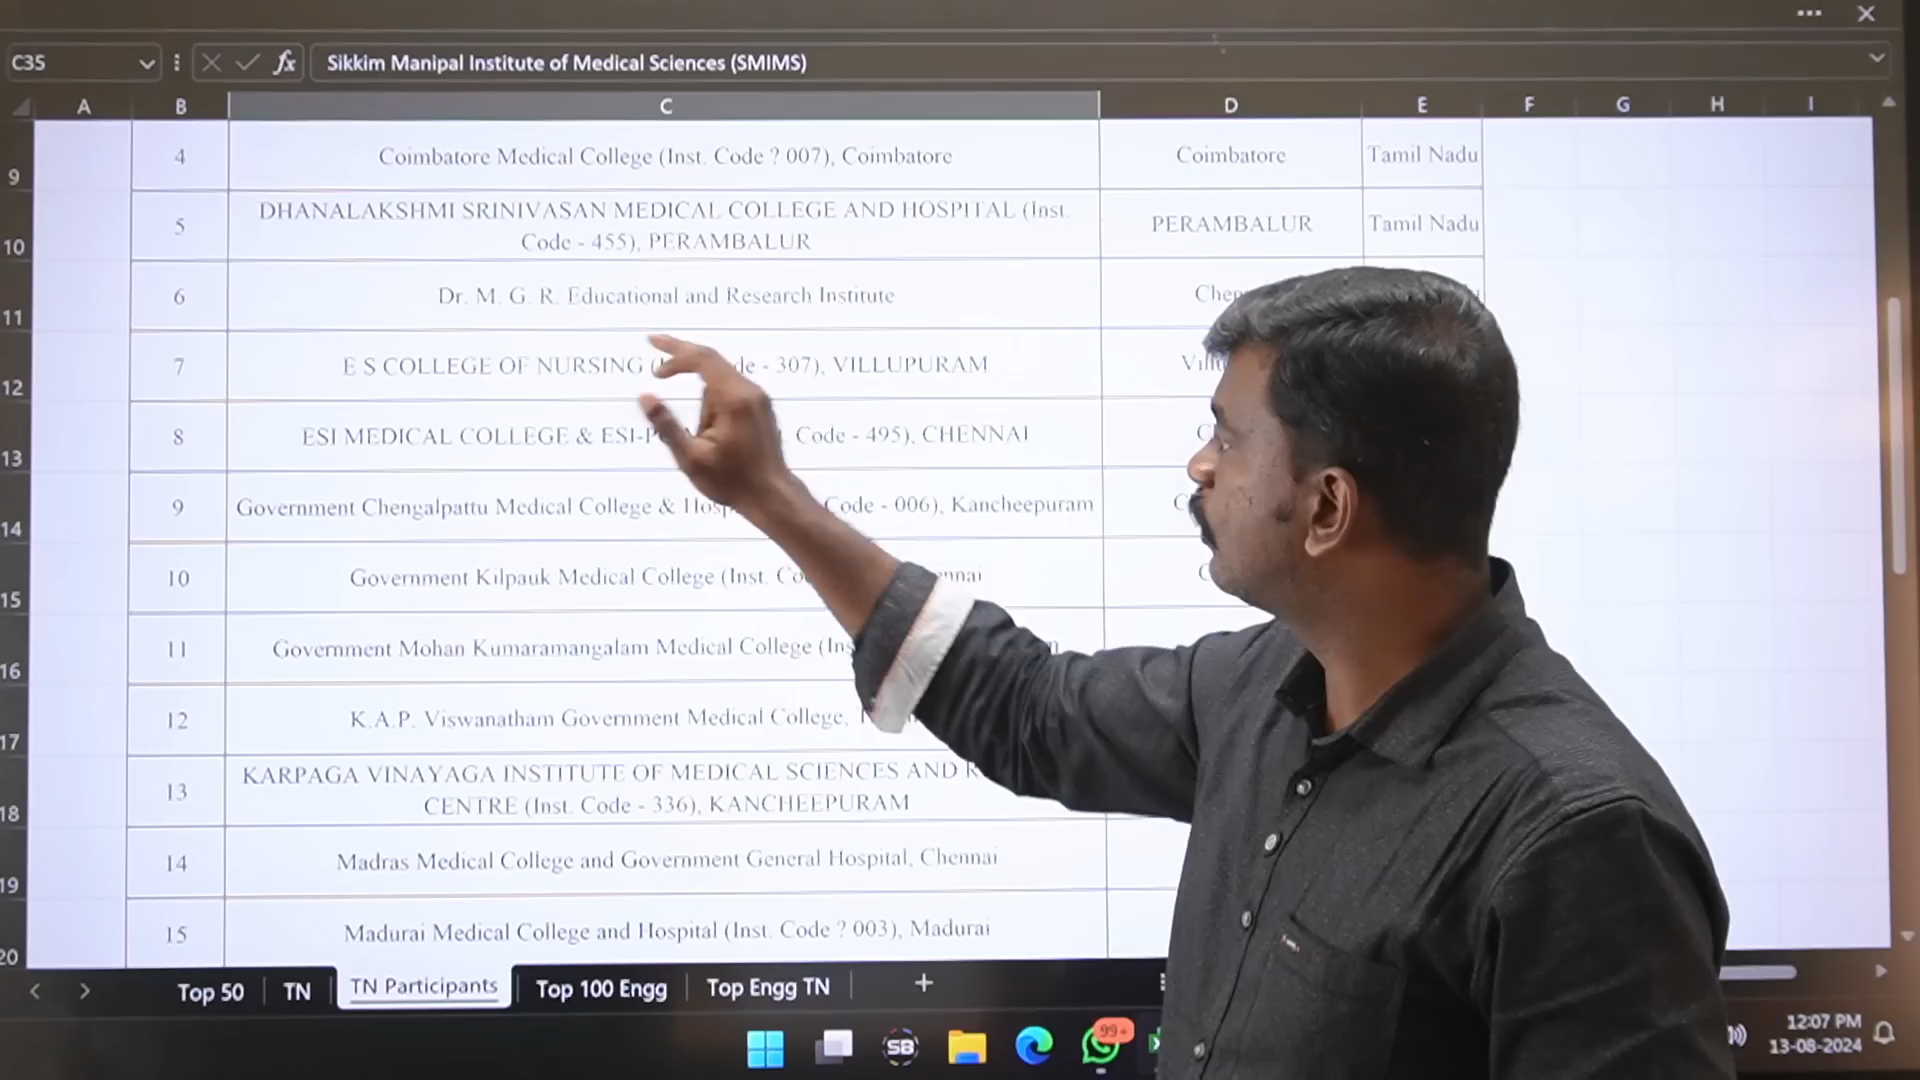 C35
fx
Sikkim Manipal Institute of Medical Sciences (SMIMS)
A B C D E F G H I
9 4 Coimbatore Medical College (Inst. Code ? 007), Coimbatore Coimbatore Tamil Nadu
10 5 DHANALAKSHMI SRINIVASAN MEDICAL COLLEGE AND HOSPITAL (Inst. PERAMBALUR Tamil Nadu
Code - 455), PERAMBALUR
11 6 Dr. M. G. R. Educational and Research Institute
12 7 E S COLLEGE OF NURSING - 307), VILLUPURAM
13 8 ESI MEDICAL COLLEGE & Code - 495), CHENNAI
14 9 Government Chengalpattu Medical College & Code - 006), Kancheepuram
15 10 Government Kilpauk Medical College (Inst.
16 11 Government Mohan Kumaramangalam Medical College
17 12 K.A.P. Viswanatham Government Medical College,
18 13 KARPAGA VINAYAGA INSTITUTE OF MEDICAL SCIENCES AND
CENTRE (Inst. Code - 336), KANCHEEPURAM
19 14 Madras Medical College and Government General Hospital, Chennai
20 15 Madurai Medical College and Hospital (Inst. Code ? 003), Madurai
Top 50 TN TN Participants Top 100 Engg Top Engg TN
SB
99+
12:07 PM
13-08-2024